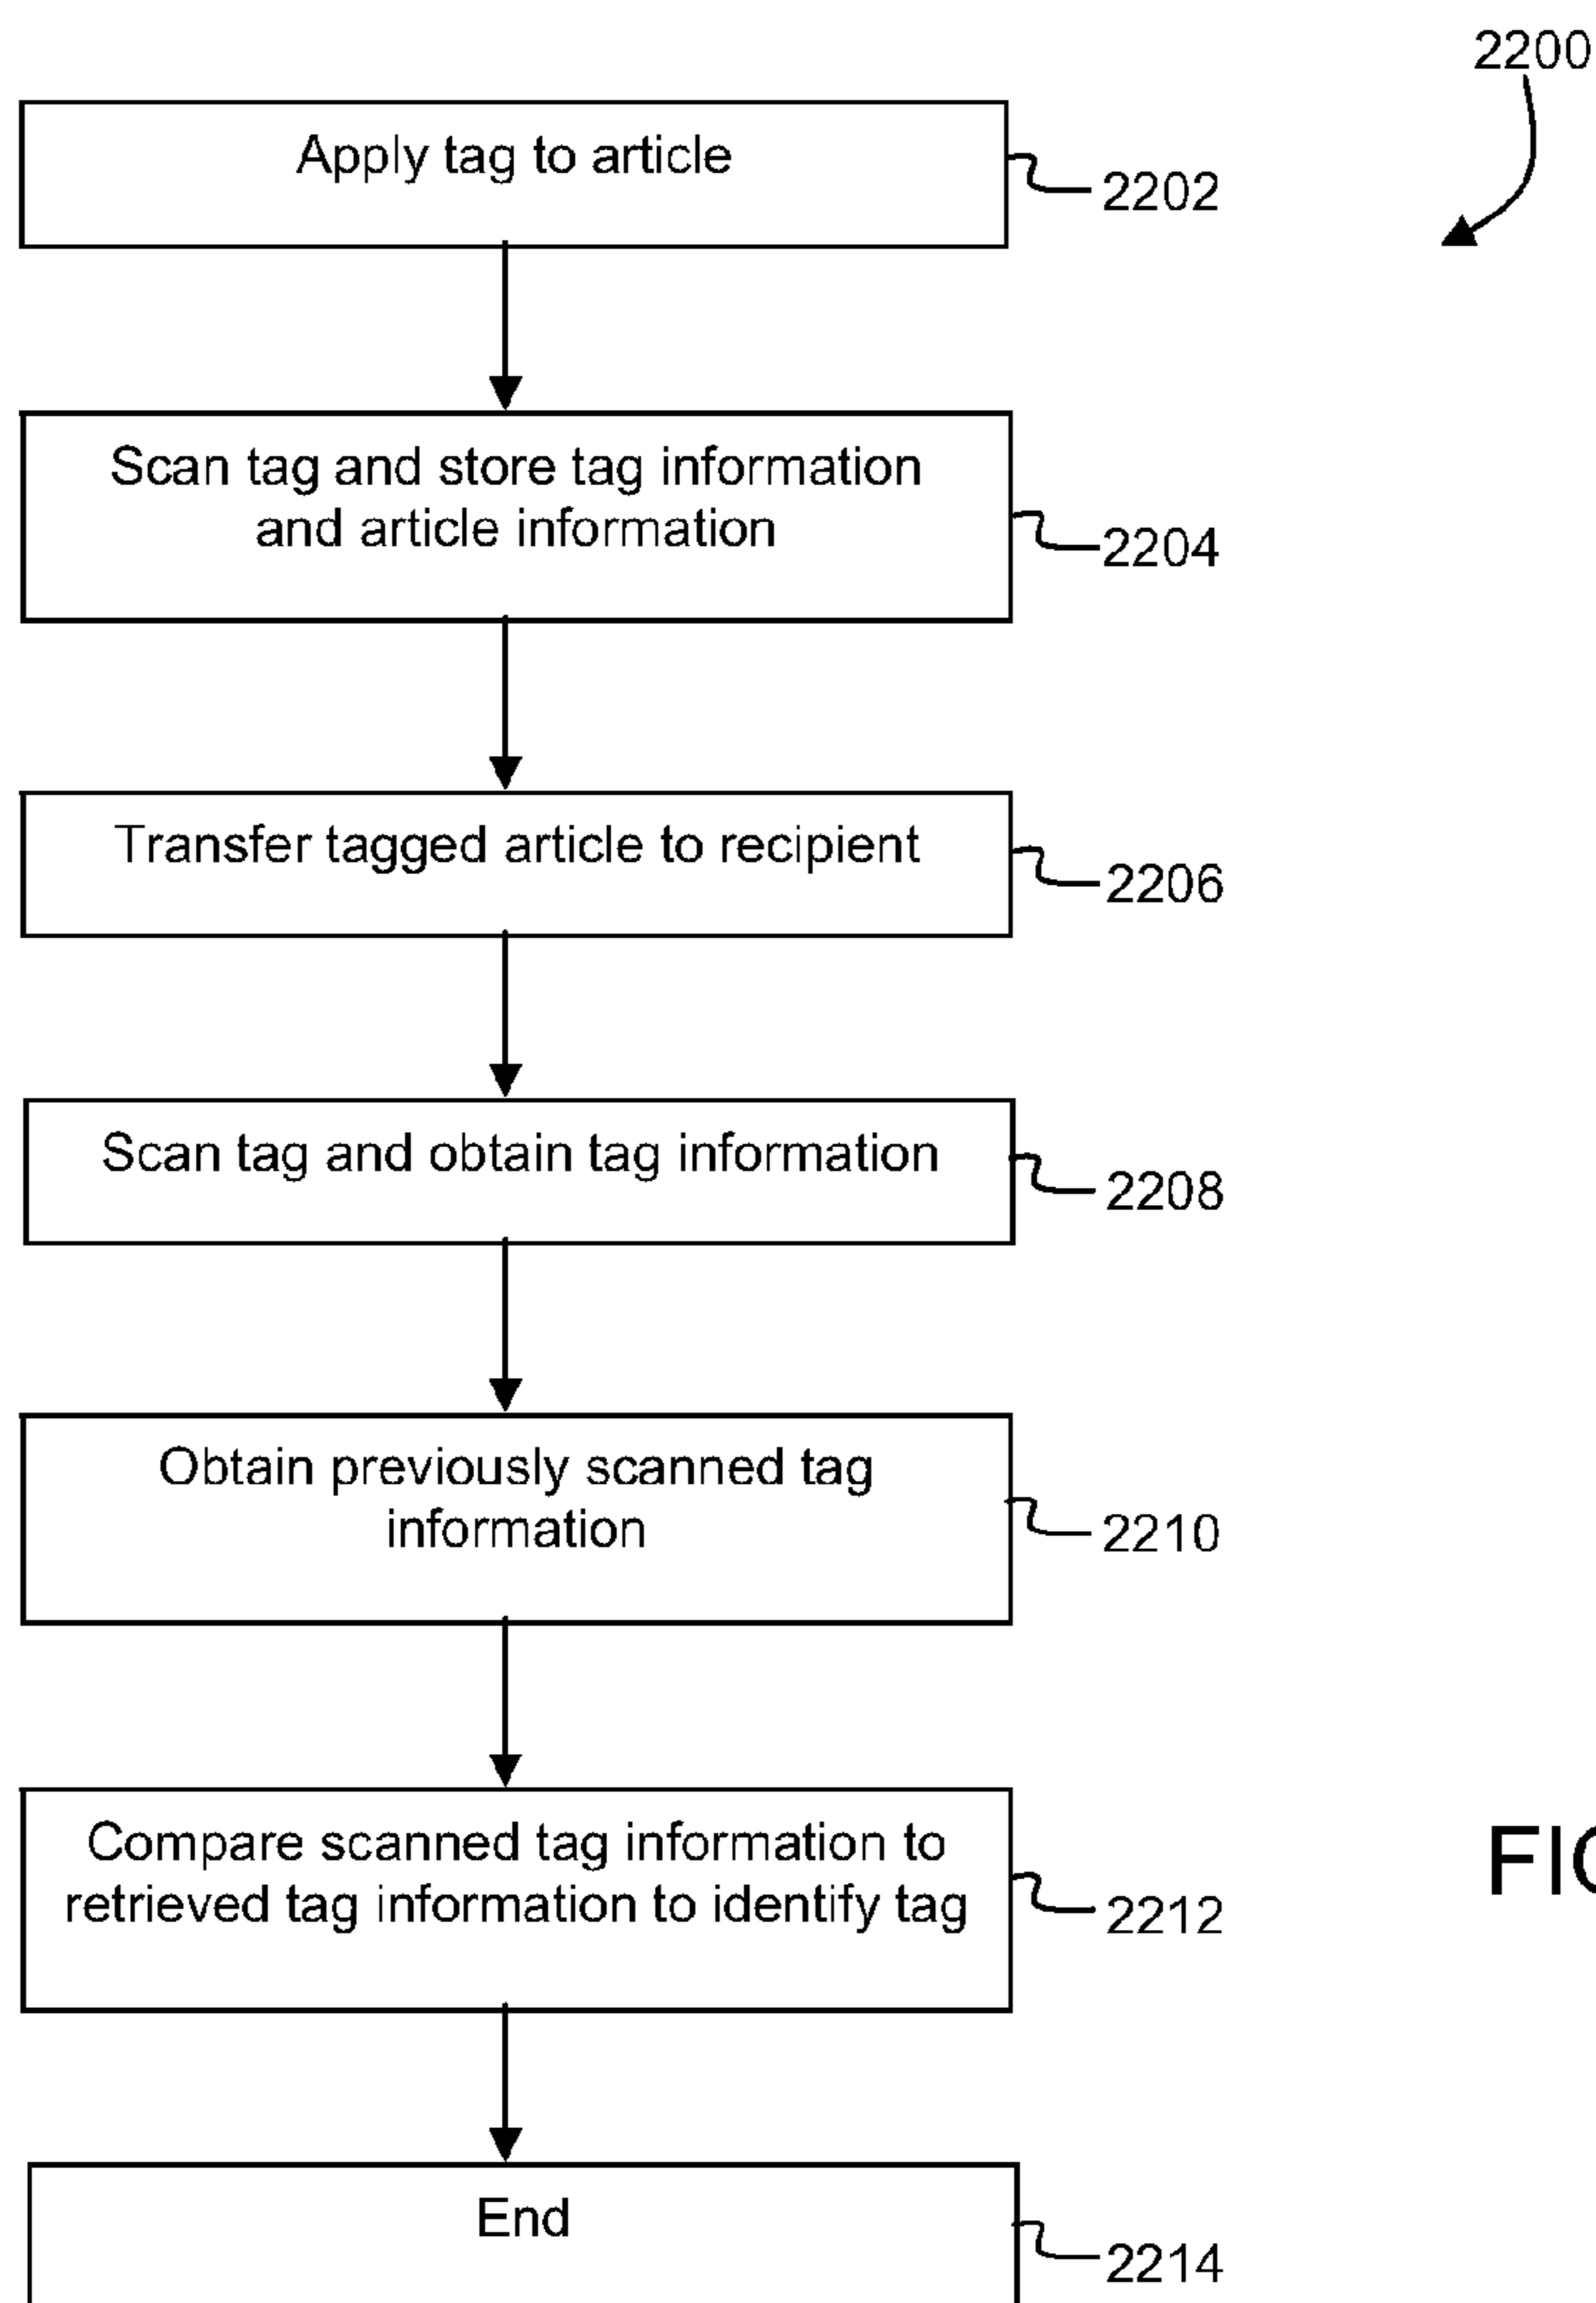 2200
Apply tag to article
2202
Scan tag and store tag information
and article information
2204
Transfer tagged article to recipient
2206
Scan tag and obtain tag information
2208
Obtain previously scanned tag
information
2210
Compare scanned tag information to
retrieved tag information to identify tag
2212
End
2214